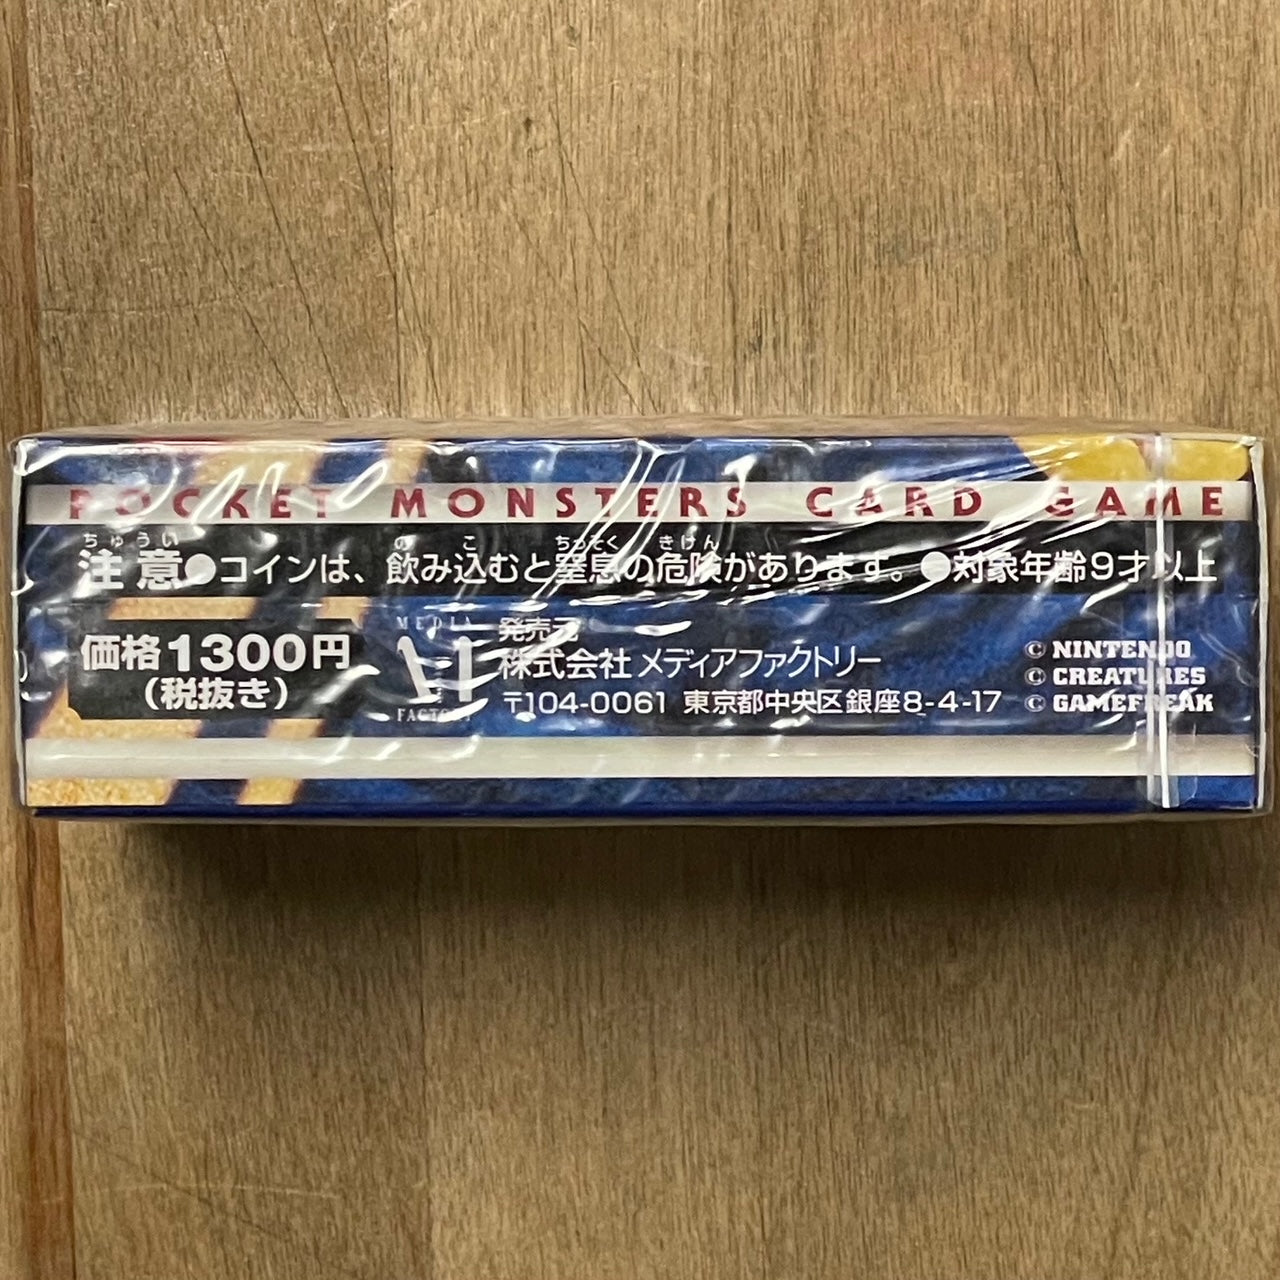 POCKET MONSTERS CARD GAME
ちゅうい の こ ちっそく きけん
注意●コインは、飲み込むと窒息の危険があります。●対象年齢9才以上
価格1300円
(税抜き)
MEDIA
FACTORY
発売元
株式会社 メディアファクトリー
〒104-0061 東京都中央区銀座8-4-17
© NINTENDO
© CREATURES
© GAMEFREAK